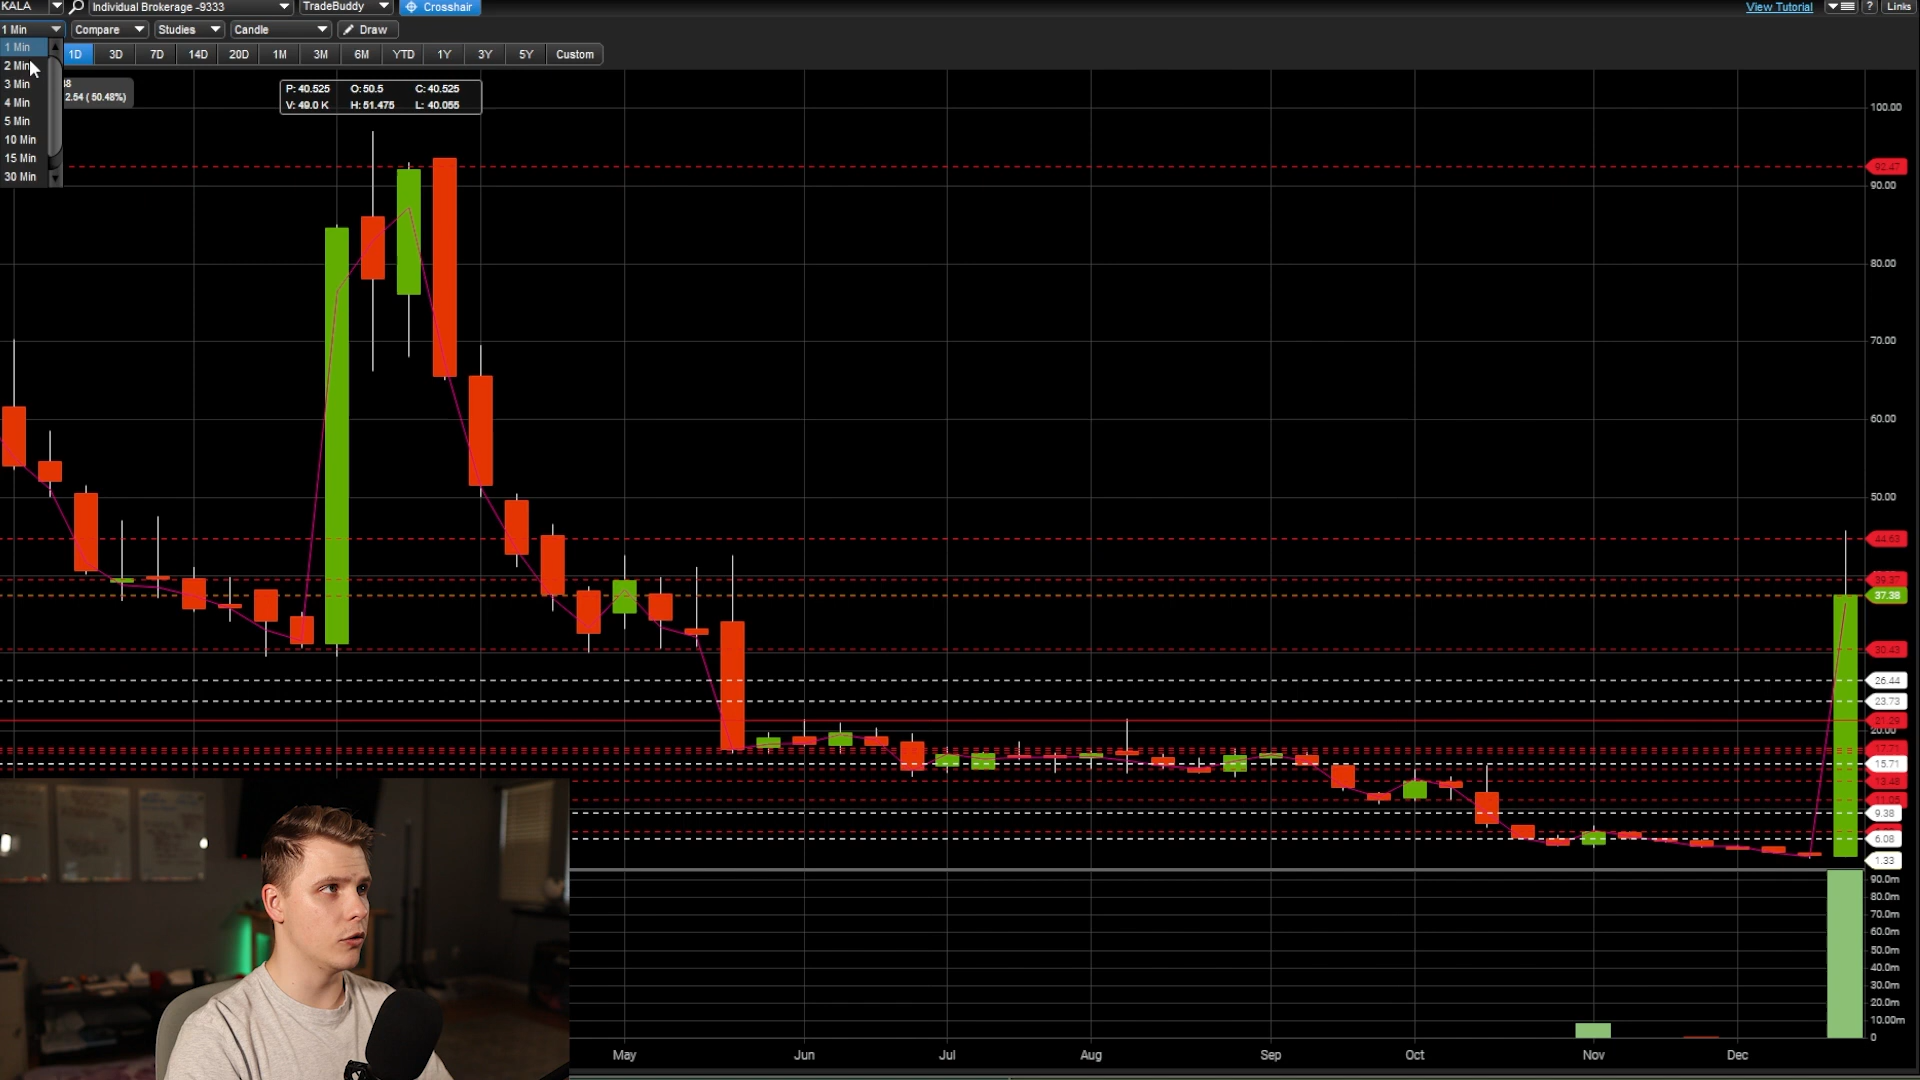 KALA Individual Brokerage -9333 TradeBuddy Crosshair View Tutorial ? Links
1 Min Compare Studies Candle Draw
1D 3D 7D 14D 20D 1M 3M 6M YTD 1Y 3Y 5Y Custom
1 Min
2 Min
3 Min
4 Min
5 Min
10 Min
15 Min
30 Min
2.54 ( 50.48%)
P: 40.525 O: 50.5 C: 40.525
V: 49.0 K H: 51.475 L: 40.055
100.00
92.47
90.00
80.00
70.00
60.00
50.00
44.63
39.37
37.38
30.43
26.44
23.73
21.29
20.00
17.71
15.71
13.48
11.05
9.38
6.08
1.33
90.0m
80.0m
70.0m
60.0m
50.0m
40.0m
30.0m
20.0m
10.00m
0
May Jun Jul Aug Sep Oct Nov Dec